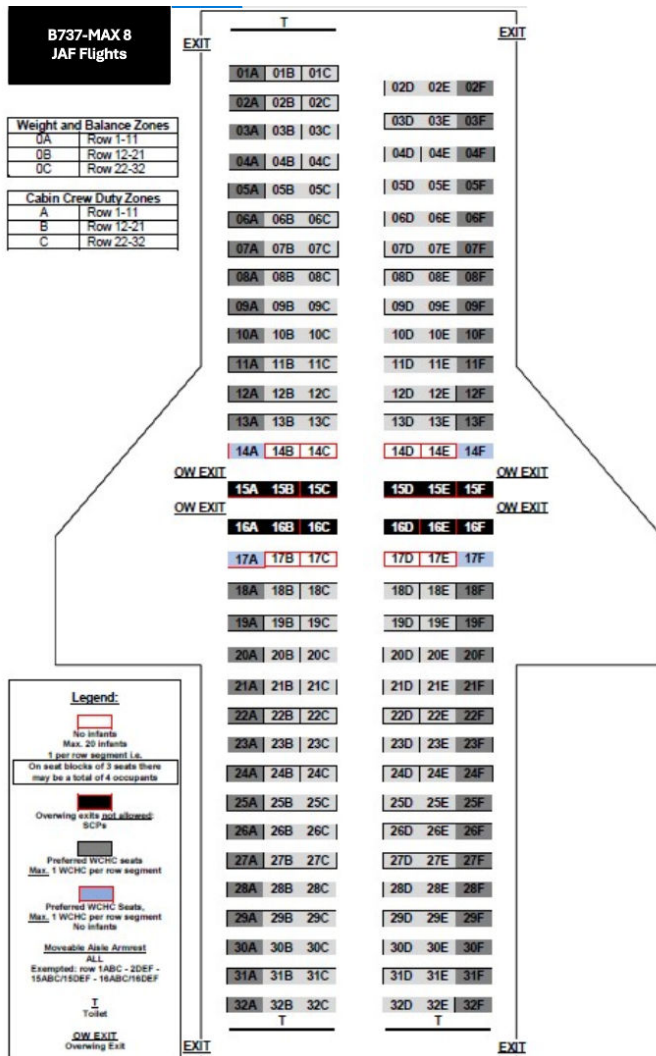 B737-MAX 8
JAF Flights
T
EXIT
EXIT
Weight and Balance Zones
0A Row 1-11
0B Row 12-21
0C Row 22-32
Cabin Crew Duty Zones
A Row 1-11
B Row 12-21
C Row 22-32
01A 01B 01C
02D 02E 02F
02A 02B 02C
03D 03E 03F
03A 03B 03C
04D 04E 04F
04A 04B 04C
05A 05B 05C 05D 05E 05F
06A 06B 06C 06D 06E 06F
07A 07B 07C 07D 07E 07F
08A 08B 08C 08D 08E 08F
09A 09B 09C 09D 09E 09F
10A 10B 10C 10D 10E 10F
11A 11B 11C 11D 11E 11F
12A 12B 12C 12D 12E 12F
13A 13B 13C 13D 13E 13F
14A 14B 14C 14D 14E 14F
OW EXIT OW EXIT
15A 15B 15C 15D 15E 15F
OW EXIT OW EXIT
16A 16B 16C 16D 16E 16F
17A 17B 17C 17D 17E 17F
18A 18B 18C 18D 18E 18F
19A 19B 19C 19D 19E 19F
20A 20B 20C 20D 20E 20F
21A 21B 21C 21D 21E 21F
22A 22B 22C 22D 22E 22F
23A 23B 23C 23D 23E 23F
24A 24B 24C 24D 24E 24F
25A 25B 25C 25D 25E 25F
26A 26B 26C 26D 26E 26F
27A 27B 27C 27D 27E 27F
28A 28B 28C 28D 28E 28F
29A 29B 29C 29D 29E 29F
30A 30B 30C 30D 30E 30F
31A 31B 31C 31D 31E 31F
32A 32B 32C 32D 32E 32F
T T
EXIT EXIT
Legend:
No infants
Max. 20 infants
1 per row segment i.e.
On seat blocks of 3 seats there
may be a total of 4 occupants
Overwing exits not allowed:
SCPs
Preferred WCHC seats
Max. 1 WCHC per row segment
Preferred WCHC Seats,
Max. 1 WCHC per row segment
No infants
Moveable Aisle Armrest
ALL
Exempted: row 1ABC - 2DEF -
15ABC/15DEF - 16ABC/16DEF
T
Toilet
OW EXIT
Overwing Exit